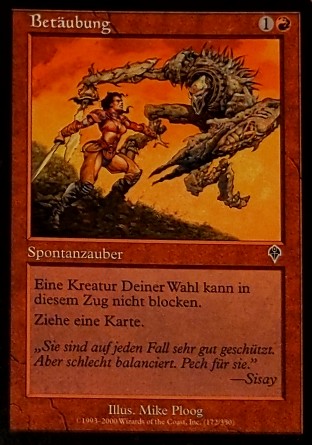 Betäubung
1
Spontanzauber
Eine Kreatur Deiner Wahl kann in
diesem Zug nicht blocken.
Ziehe eine Karte.
„Sie sind auf jeden Fall sehr gut geschützt.
Aber schlecht balanciert. Pech für sie."
—Sisay
Illus. Mike Ploog
© 1993-2000 Wizards of the Coast, Inc. 172/350